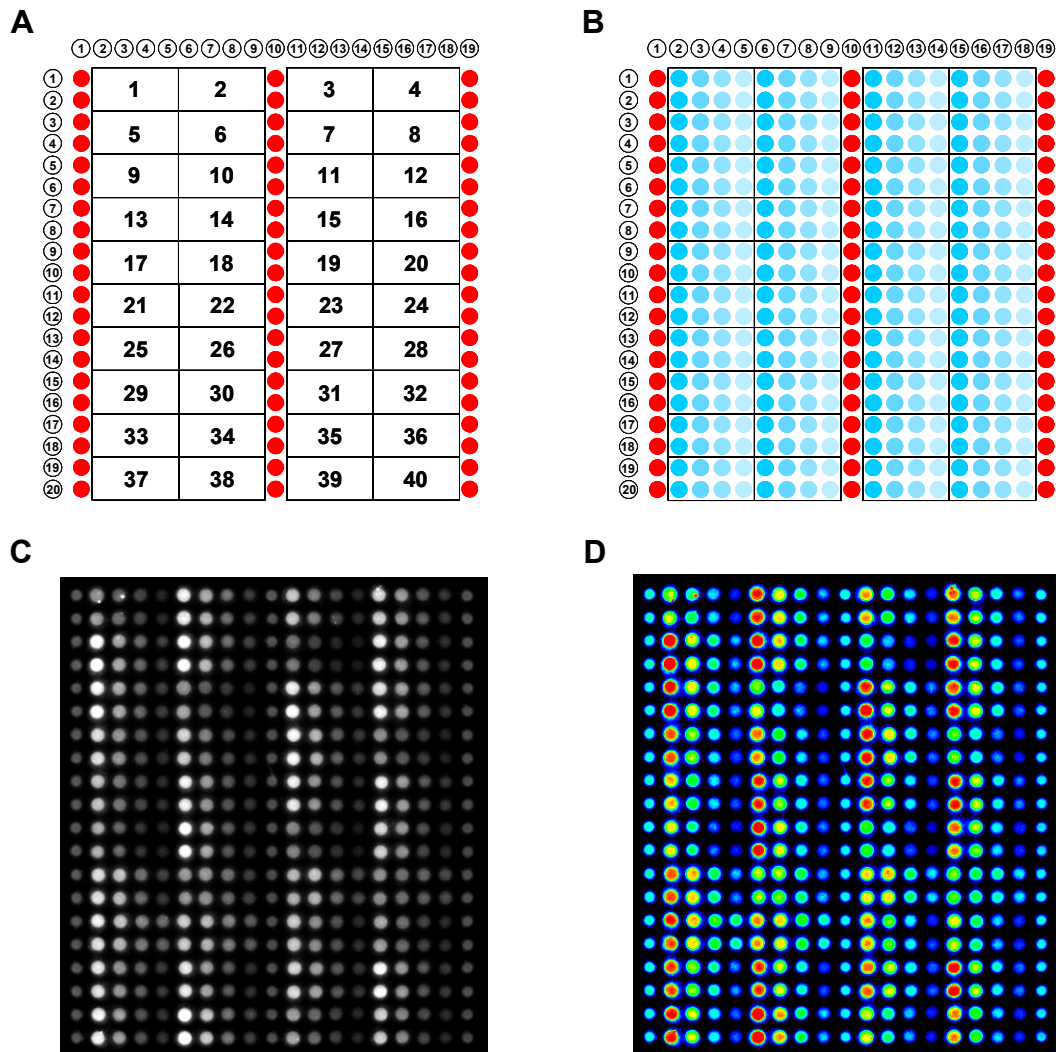 A
B
① ② ③ ④ ⑤ ⑥ ⑦ ⑧ ⑨ ⑩ ⑪ ⑫ ⑬ ⑭ ⑮ ⑯ ⑰ ⑱ ⑲
① ② ③ ④ ⑤ ⑥ ⑦ ⑧ ⑨ ⑩ ⑪ ⑫ ⑬ ⑭ ⑮ ⑯ ⑰ ⑱ ⑲
① 1 2 3 4 ①
② ②
③ 5 6 7 8 ③
④ ④
⑤ 9 10 11 12 ⑤
⑥ ⑥
⑦ 13 14 15 16 ⑦
⑧ ⑧
⑨ 17 18 19 20 ⑨
⑩ ⑩
⑪ 21 22 23 24 ⑪
⑫ ⑫
⑬ 25 26 27 28 ⑬
⑭ ⑭
⑮ 29 30 31 32 ⑮
⑯ ⑯
⑰ 33 34 35 36 ⑰
⑱ ⑱
⑲ 37 38 39 40 ⑲
⑳ ⑳
C
D